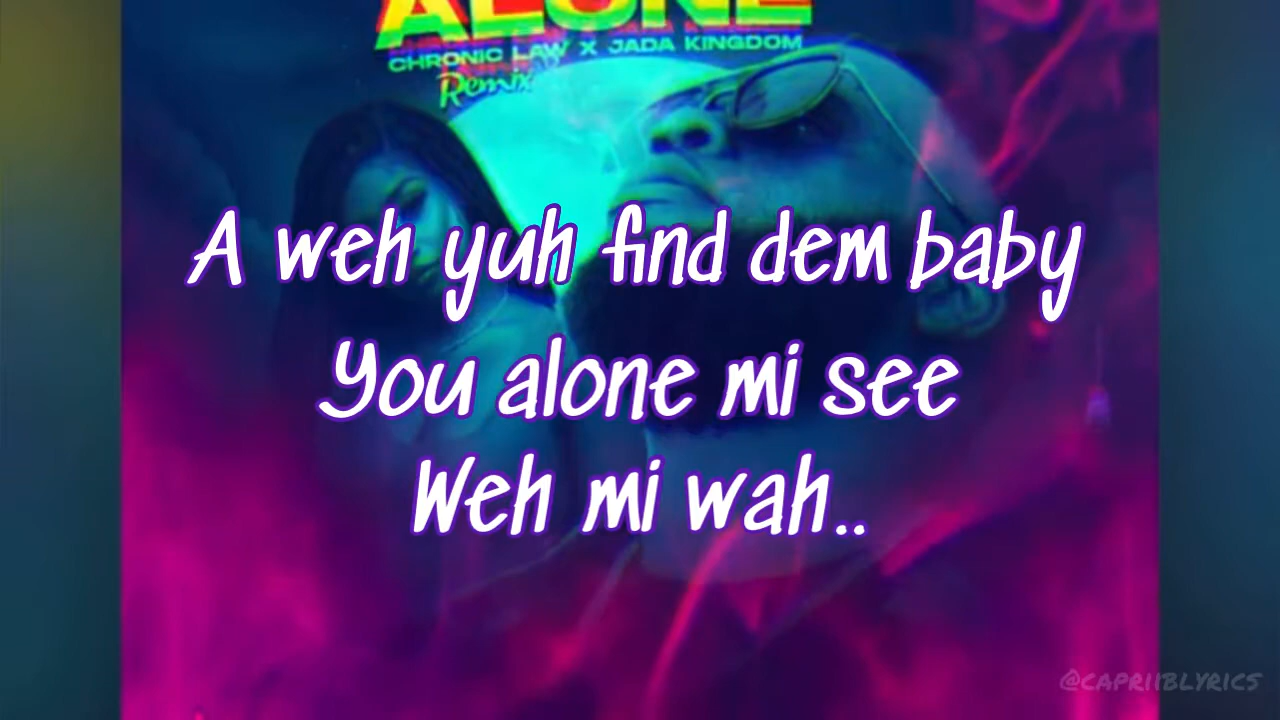 ALONE
CHRONIC LAW X JADA KINGDOM
Remix
A weh yuh find dem baby
You alone mi see
Weh mi wah..
@CAPRIIBLYRICS